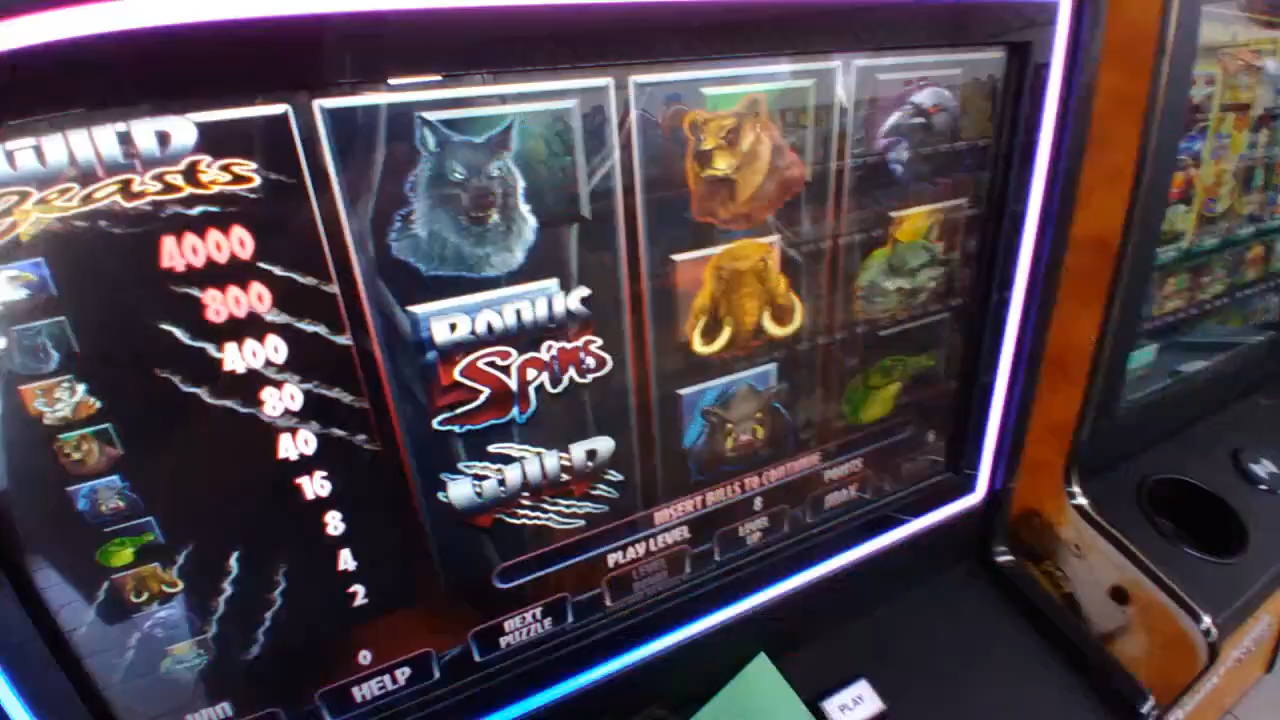 WILD
Beasts
4000
800
400
80
40
16
8
4
2
0
BONUS
Spins
WILD
INSERT BILLS TO CONTINUE
PLAY LEVEL
8
POINTS
LEVEL
UP
NEXT
PUZZLE
HELP
PLAY